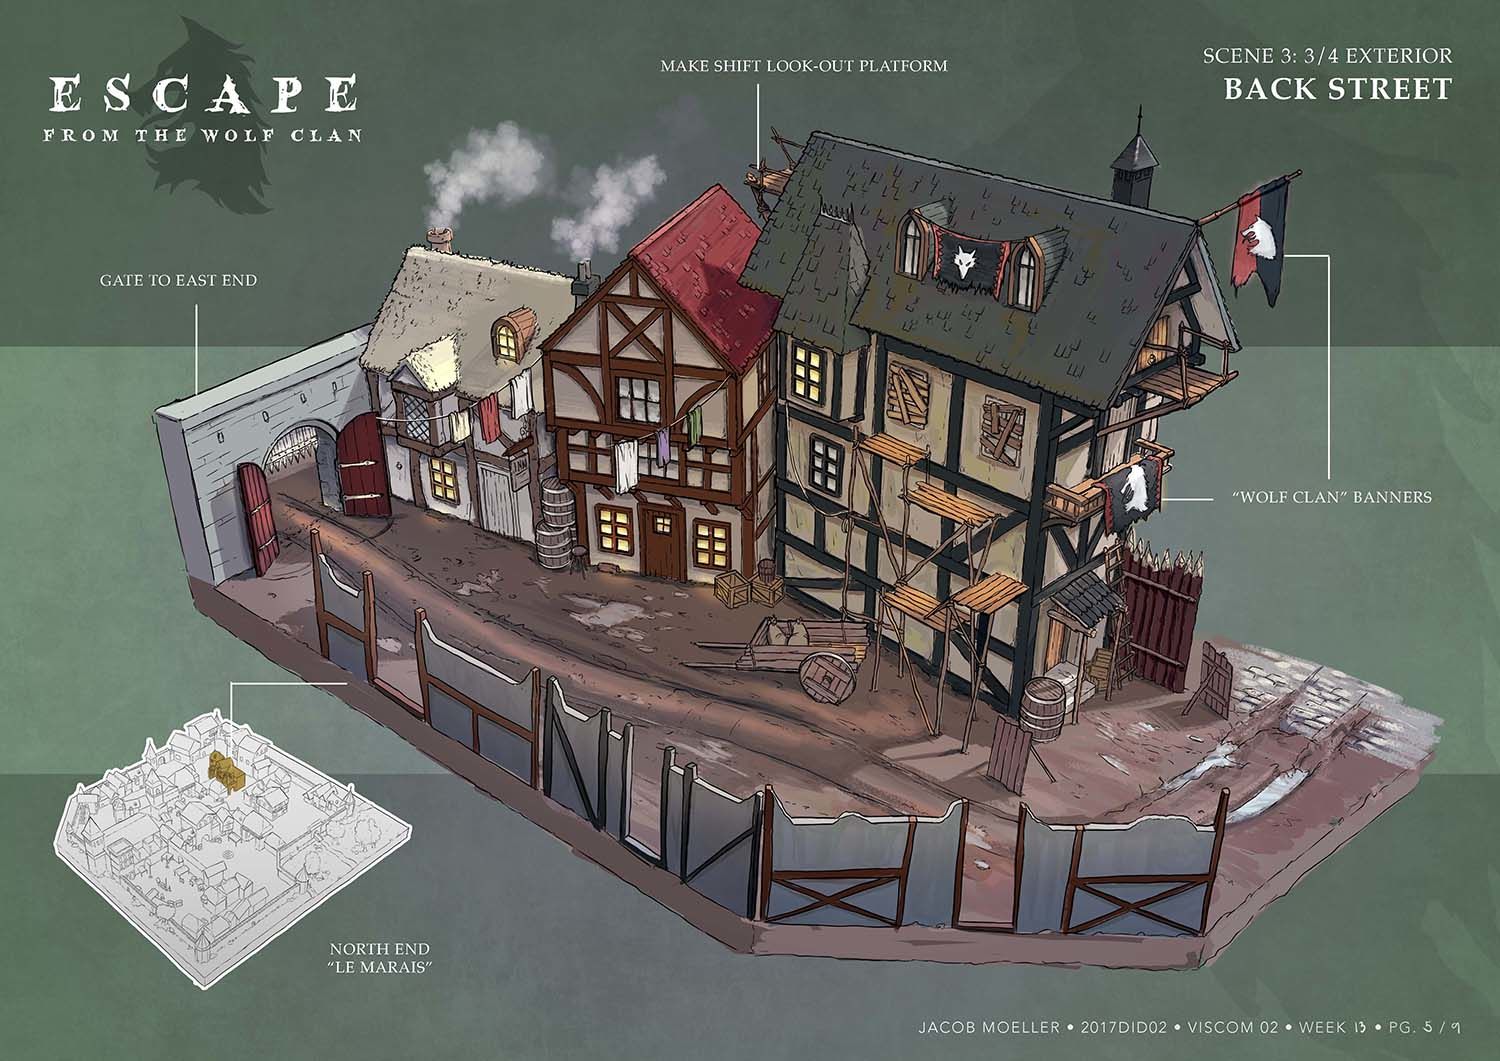 ESCAPE
FROM THE WOLF CLAN
MAKE SHIFT LOOK-OUT PLATFORM
SCENE 3: 3/4 EXTERIOR
BACK STREET
GATE TO EAST END
INN
"WOLF CLAN" BANNERS
NORTH END
"LE MARAIS"
JACOB MOELLER • 2017DID02 • VISCOM 02 • WEEK 13 • PG. 5 / 9